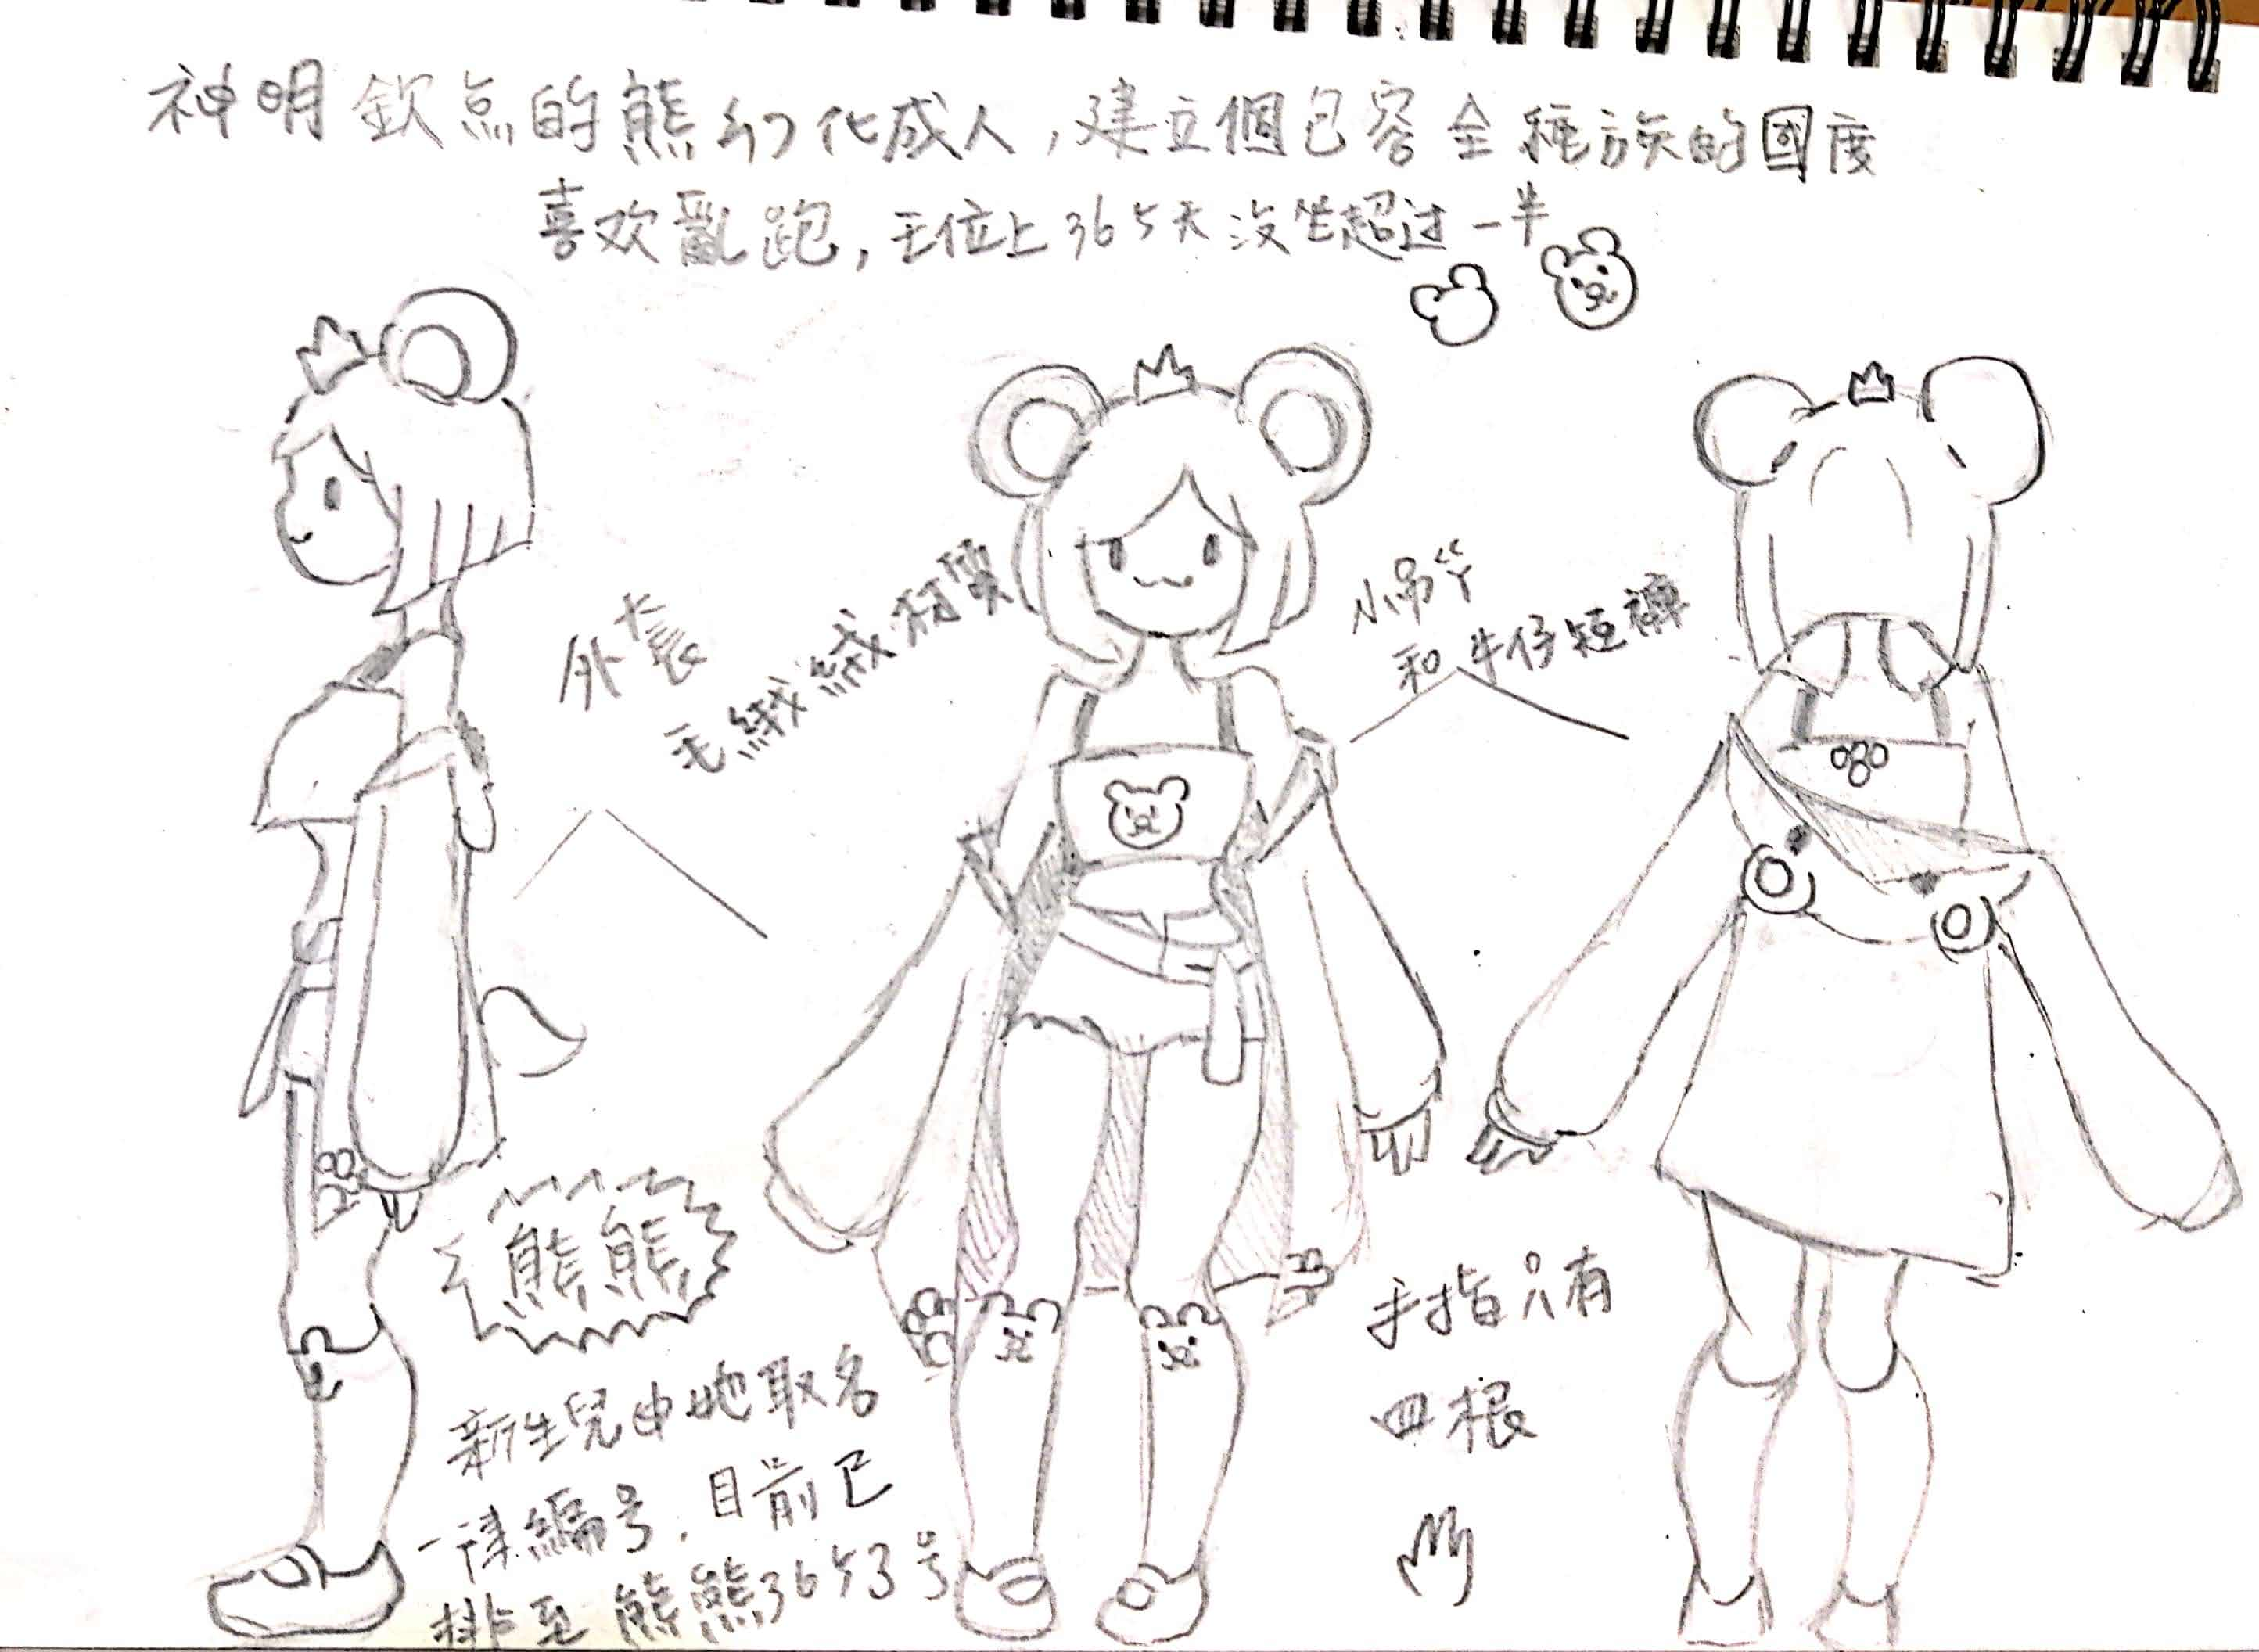 神明欽点的熊幻化成人,建立個包容全種族的國度
喜欢亂跑,王位上365天没坐超过一半
外套
毛絨絨材質
小吊竹
和牛仔短褲
熊熊
新生兒由她取名
一律編号,目前已
排至熊熊3653号
手指只有
四根